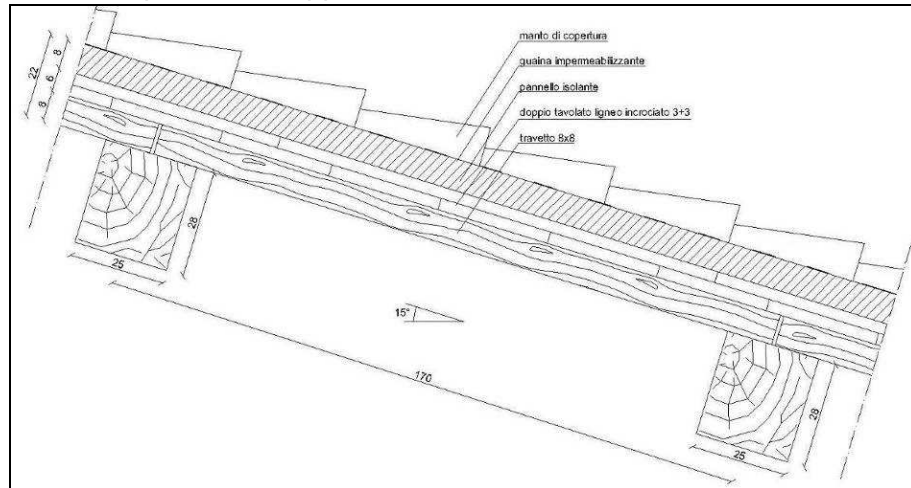 manto di copertura
guaina impermeabilizzante
pannello isolante
doppio tavolato ligneo incrociato 3+3
travetto 8x8
22
8
6
8
28
25
15°
170
28
25